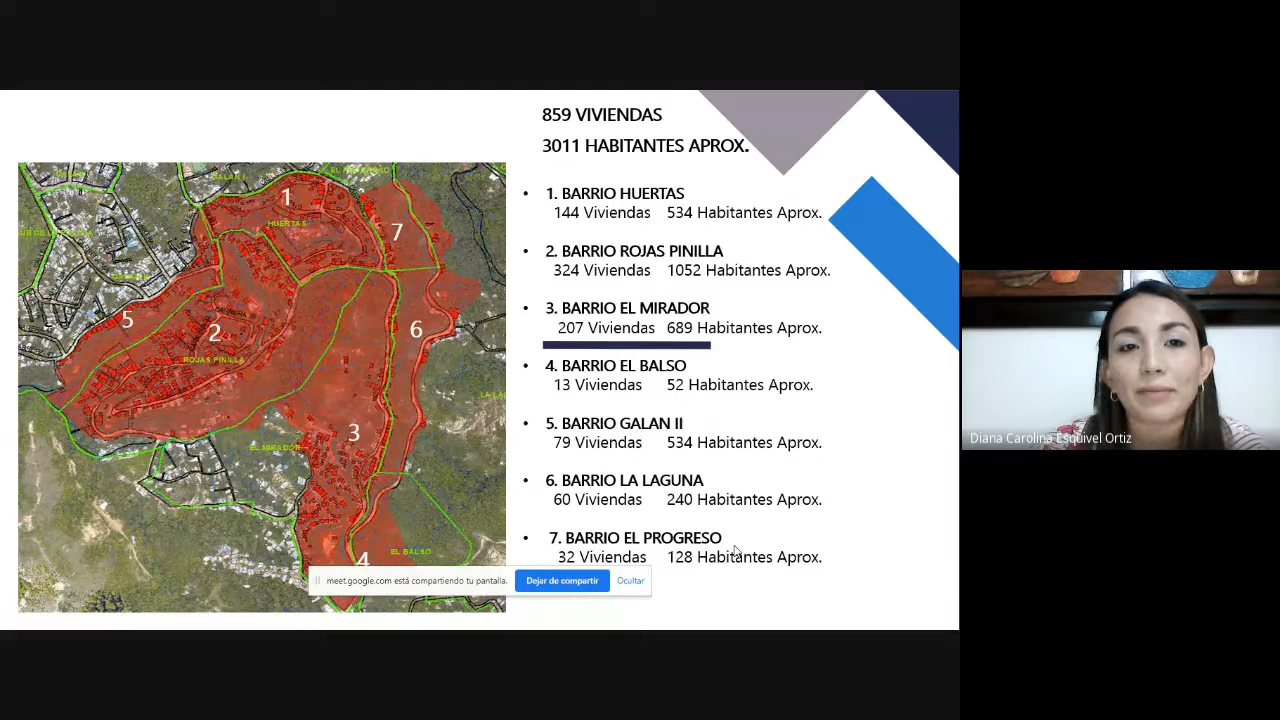 859 VIVIENDAS
3011 HABITANTES APROX.
• 1. BARRIO HUERTAS
144 Viviendas 534 Habitantes Aprox.
• 2. BARRIO ROJAS PINILLA
324 Viviendas 1052 Habitantes Aprox.
• 3. BARRIO EL MIRADOR
207 Viviendas 689 Habitantes Aprox.
• 4. BARRIO EL BALSO
13 Viviendas 52 Habitantes Aprox.
• 5. BARRIO GALAN II
79 Viviendas 534 Habitantes Aprox.
• 6. BARRIO LA LAGUNA
60 Viviendas 240 Habitantes Aprox.
• 7. BARRIO EL PROGRESO
32 Viviendas 128 Habitantes Aprox.
1
HUERTAS
7
5
2
ROJAS PINILLA
6
3
EL MIRADOR
EL BALSO
4
meet.google.com está compartiendo tu pantalla.
Dejar de compartir
Ocultar
Diana Carolina Esquivel Ortiz